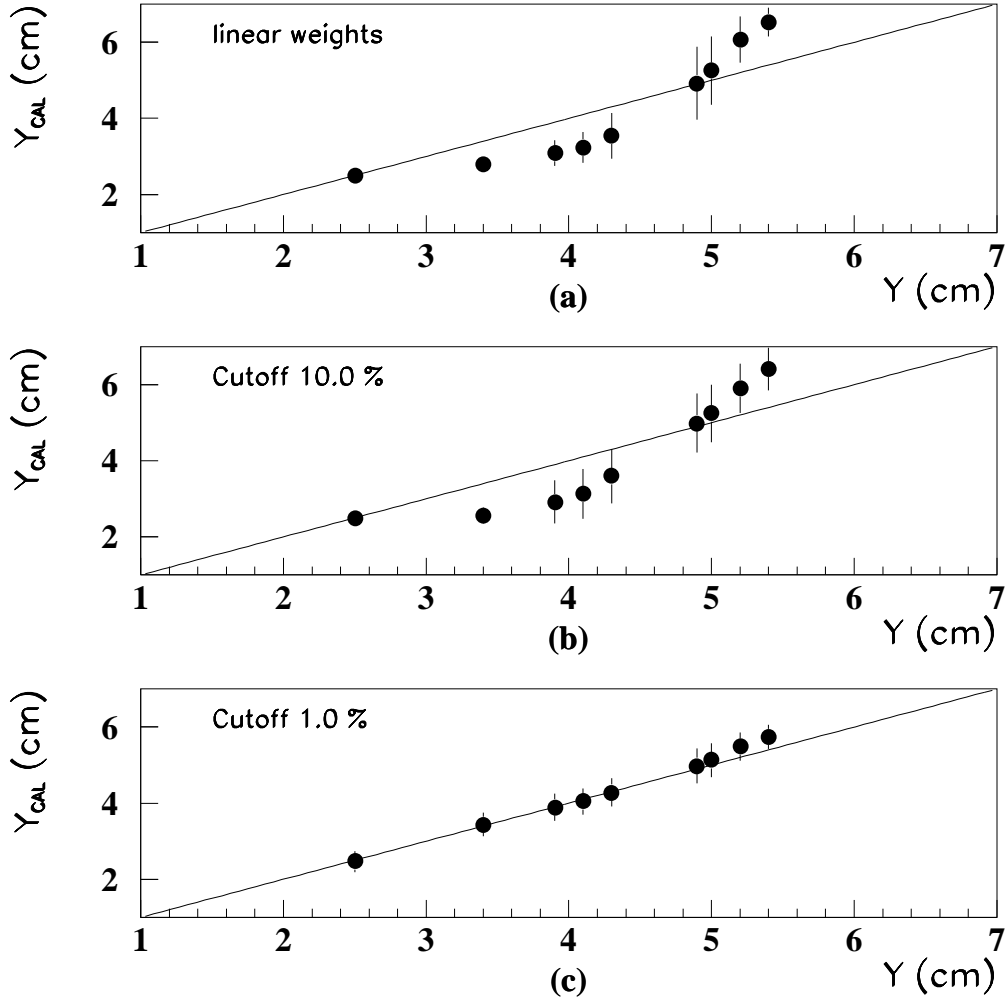 linear weights
Y_CAL (cm)
6
4
2
1 2 3 4 5 6 7
(a)
Y (cm)
Cutoff 10.0 %
Y_CAL (cm)
6
4
2
1 2 3 4 5 6 7
(b)
Y (cm)
Cutoff 1.0 %
Y_CAL (cm)
6
4
2
1 2 3 4 5 6 7
(c)
Y (cm)